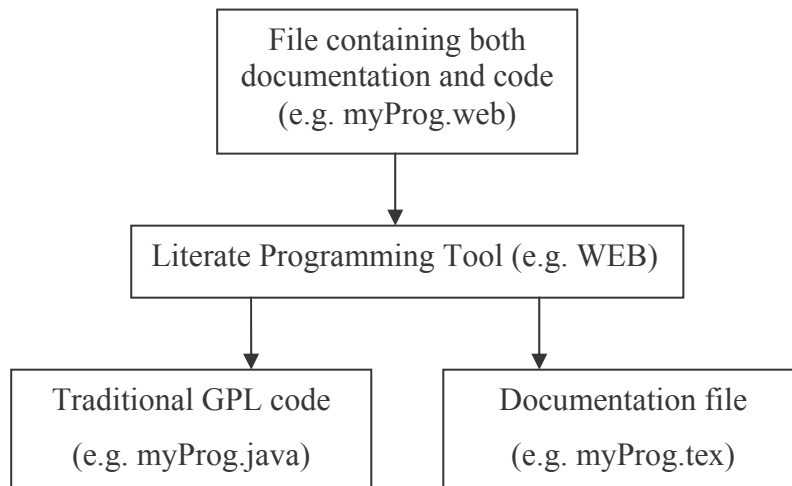 File containing both
documentation and code
(e.g. myProg.web)
Literate Programming Tool (e.g. WEB)
Traditional GPL code
(e.g. myProg.java)
Documentation file
(e.g. myProg.tex)